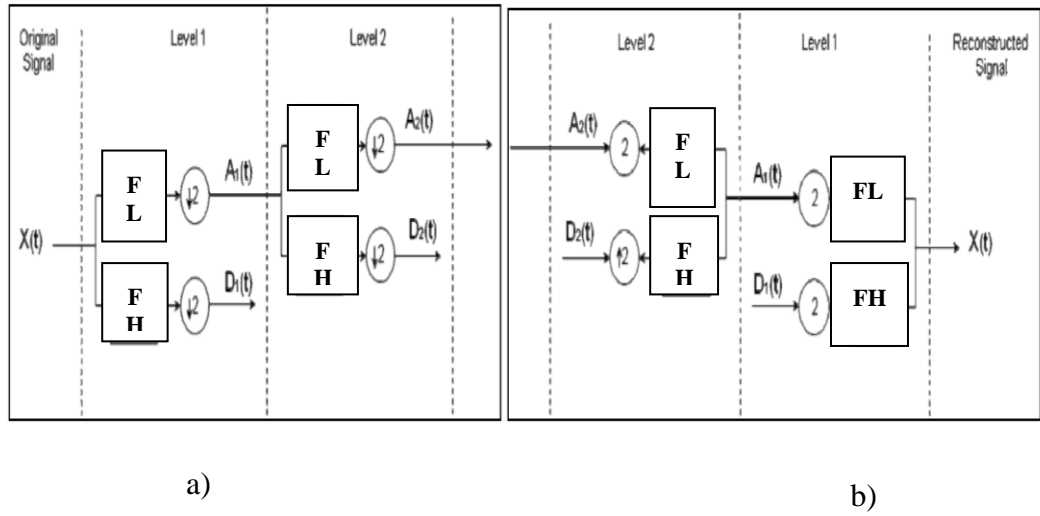 Original
Signal
Level 1
Level 2
X(t)
F
L
↓2
A₁(t)
F
H
↓2
D₁(t)
F
L
↓2
A₂(t)
F
H
↓2
D₂(t)
a)
Level 2
Level 1
Reconstructed
Signal
A₂(t)
2
F
L
D₂(t)
↑2
F
H
A₁(t)
2
FL
D₁(t)
2
FH
X(t)
b)